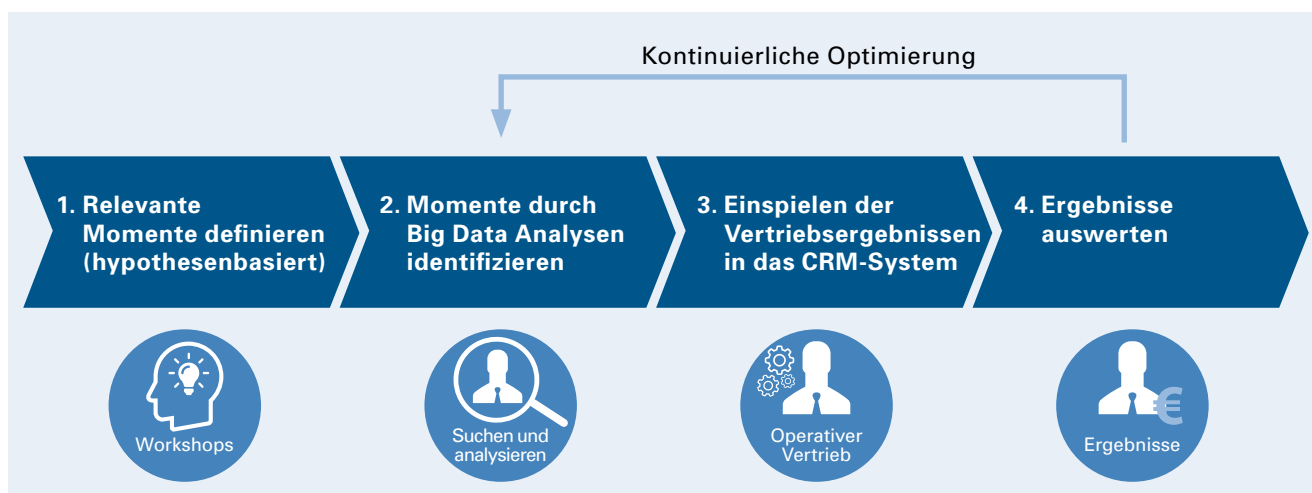 Kontinuierliche Optimierung
1. Relevante
Momente definieren
(hypothesenbasiert)
2. Momente durch
Big Data Analysen
identifizieren
3. Einspielen der
Vertriebsergebnissen
in das CRM-System
4. Ergebnisse
auswerten
Workshops
Suchen und
analysieren
Operativer
Vertrieb
€
Ergebnisse